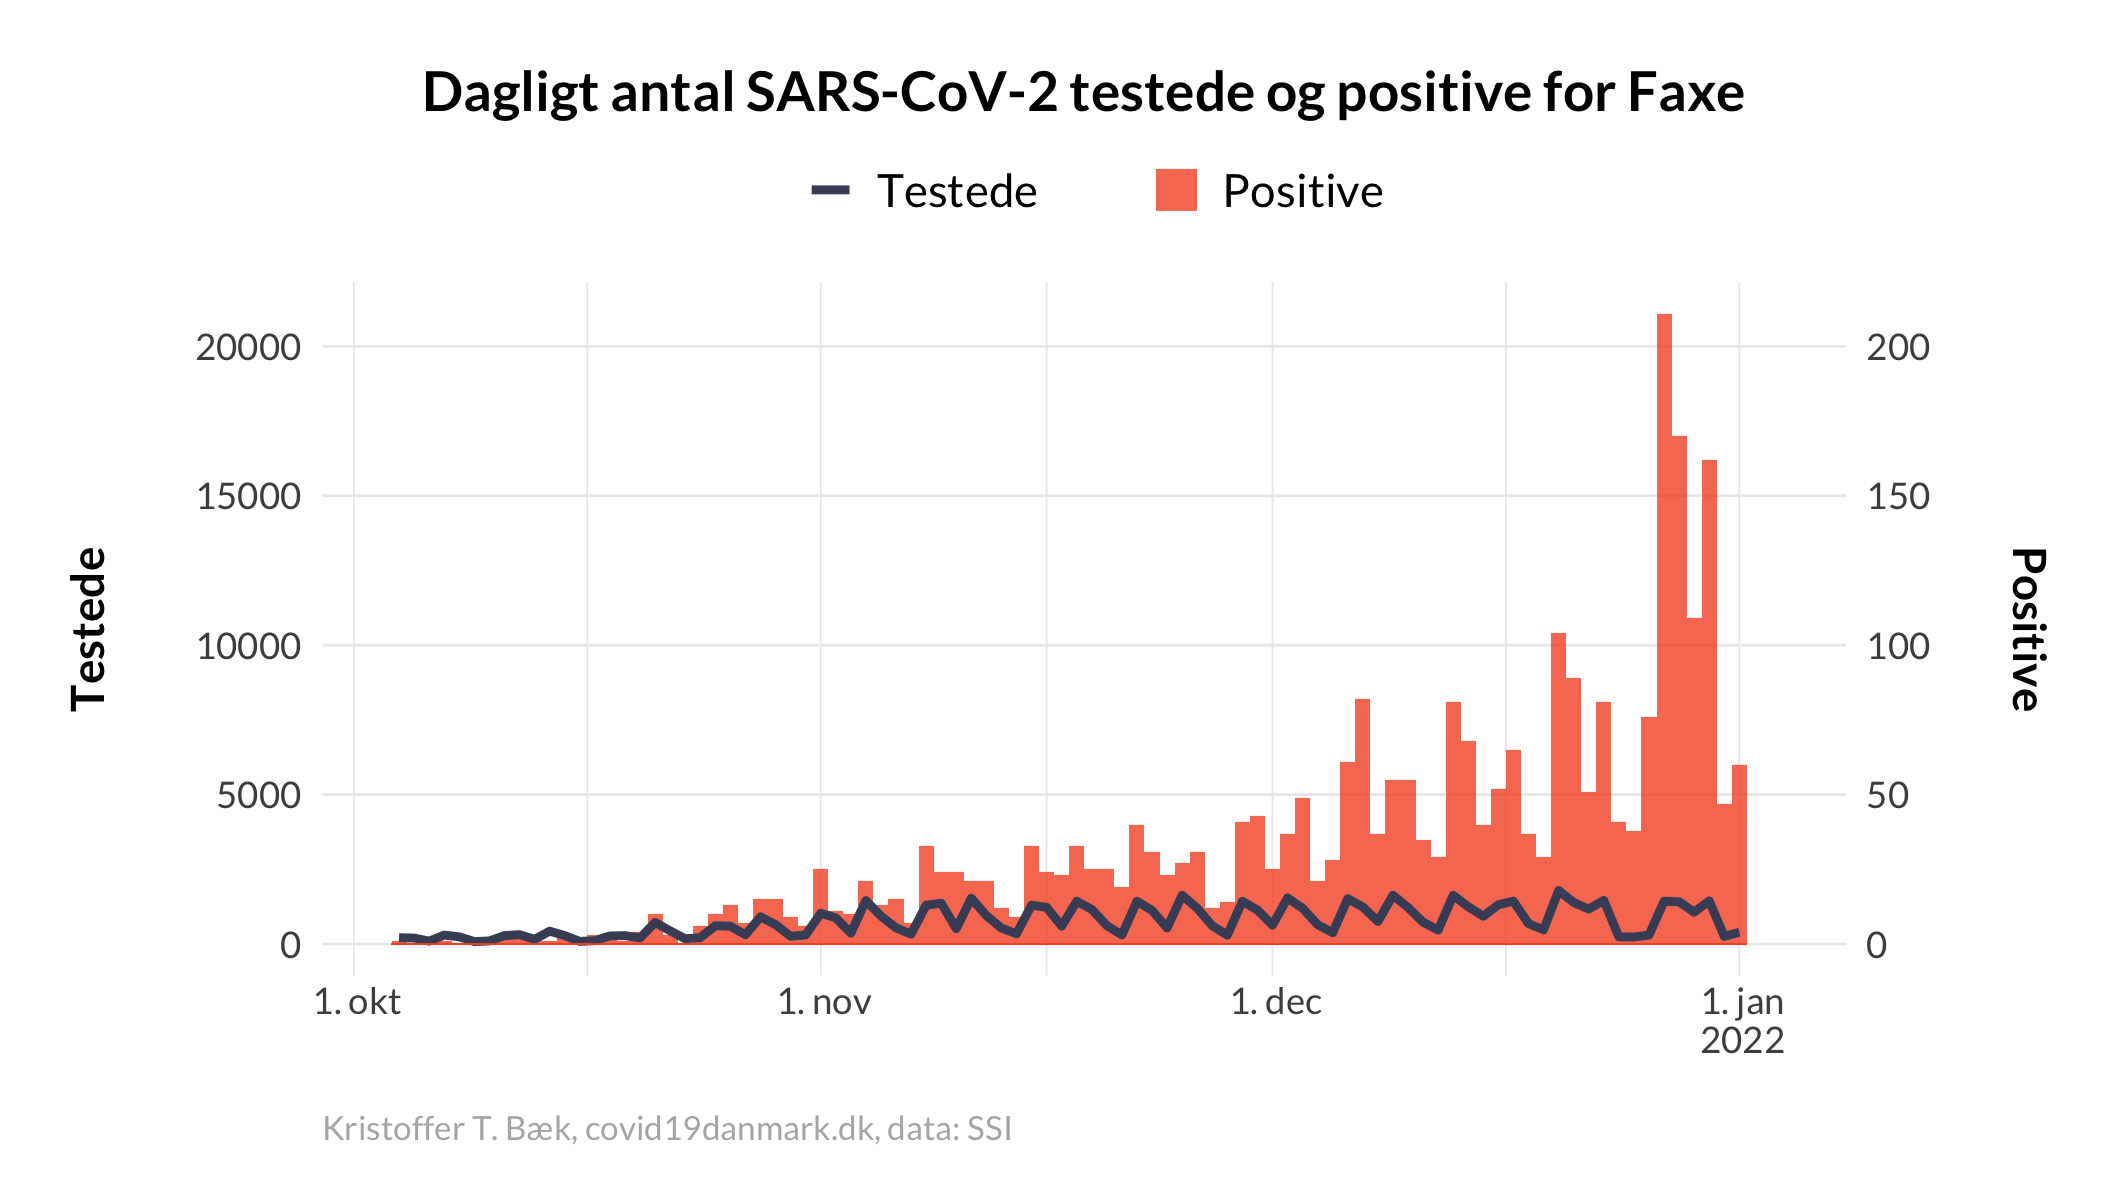 Dagligt antal SARS-CoV-2 testede og positive for Faxe
Testede
Positive
Testede
20000
15000
10000
5000
0
200
150
100
50
0
Positive
1. okt
1. nov
1. dec
1. jan
2022
Kristoffer T. Bæk, covid19danmark.dk, data: SSI